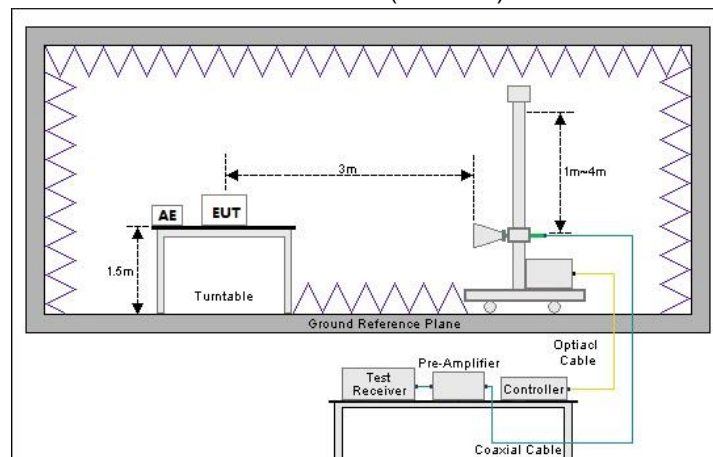 3m
1m~4m
AE
EUT
1.5m
Turntable
Ground Reference Plane
Optiacl
Cable
Pre-Amplifier
Test
Receiver
Controller
Coaxial Cable